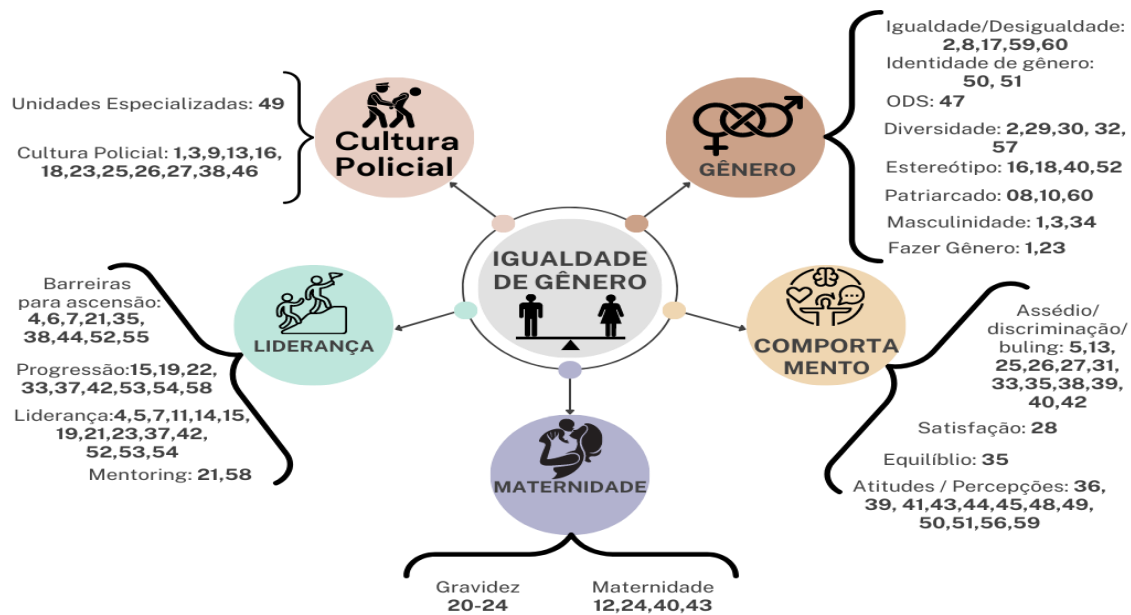 Unidades Especializadas: 49
Cultura Policial: 1,3,9,13,16,
18,23,25,26,27,38,46
Cultura
Policial
GÊNERO
Igualdade/Desigualdade:
2,8,17,59,60
Identidade de gênero:
50, 51
ODS: 47
Diversidade: 2,29,30, 32,
57
Estereótipo: 16,18,40,52
Patriarcado: 08,10,60
Masculinidade: 1,3,34
Fazer Gênero: 1,23
IGUALDADE
DE GÊNERO
Barreiras
para ascensão:
4,6,7,21,35,
38,44,52,55
Progressão:15,19,22,
33,37,42,53,54,58
Liderança:4,5,7,11,14,15,
19,21,23,37,42,
52,53,54
Mentoring: 21,58
LIDERANÇA
COMPORTA
MENTO
Assédio/
discriminação/
buling: 5,13,
25,26,27,31,
33,35,38,39,
40,42
Satisfação: 28
Equilíblio: 35
Atitudes / Percepções: 36,
39, 41,43,44,45,48,49,
50,51,56,59
MATERNIDADE
Gravidez
20-24
Maternidade
12,24,40,43